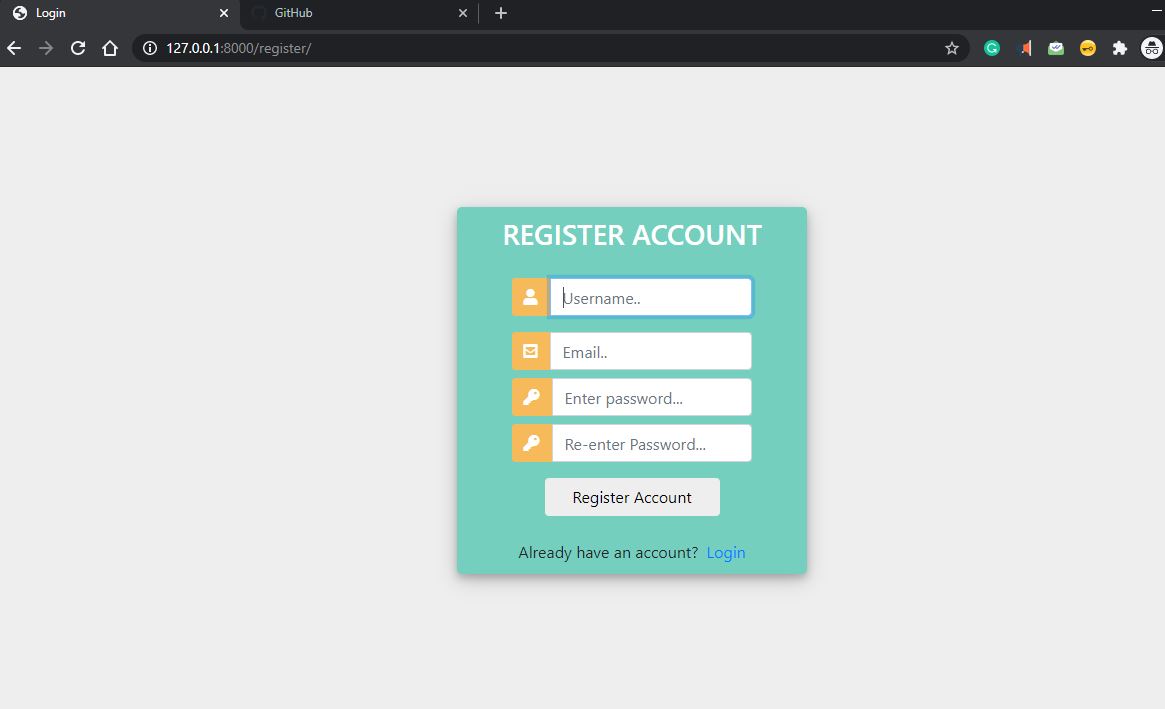 Login
GitHub
127.0.0.1:8000/register/
REGISTER ACCOUNT
Username..
Email..
Enter password...
Re-enter Password...
Register Account
Already have an account? Login